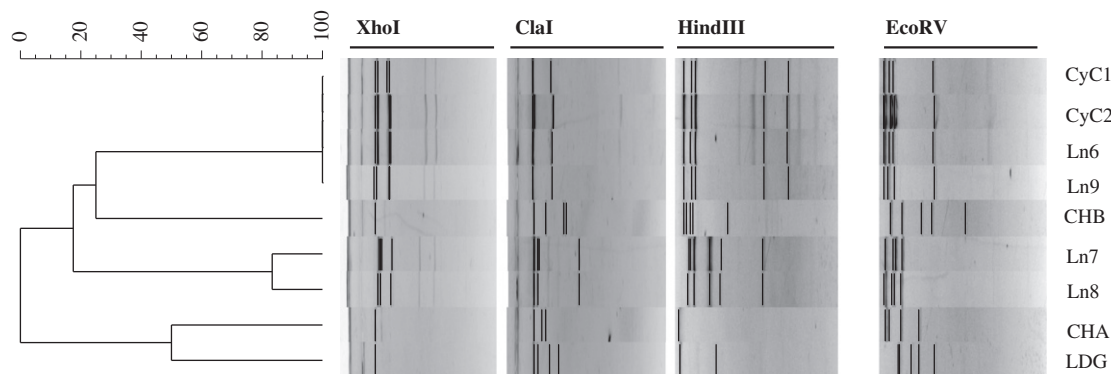 0 20 40 60 80 100
XhoI ClaI HindIII EcoRV
CyC1
CyC2
Ln6
Ln9
CHB
Ln7
Ln8
CHA
LDG